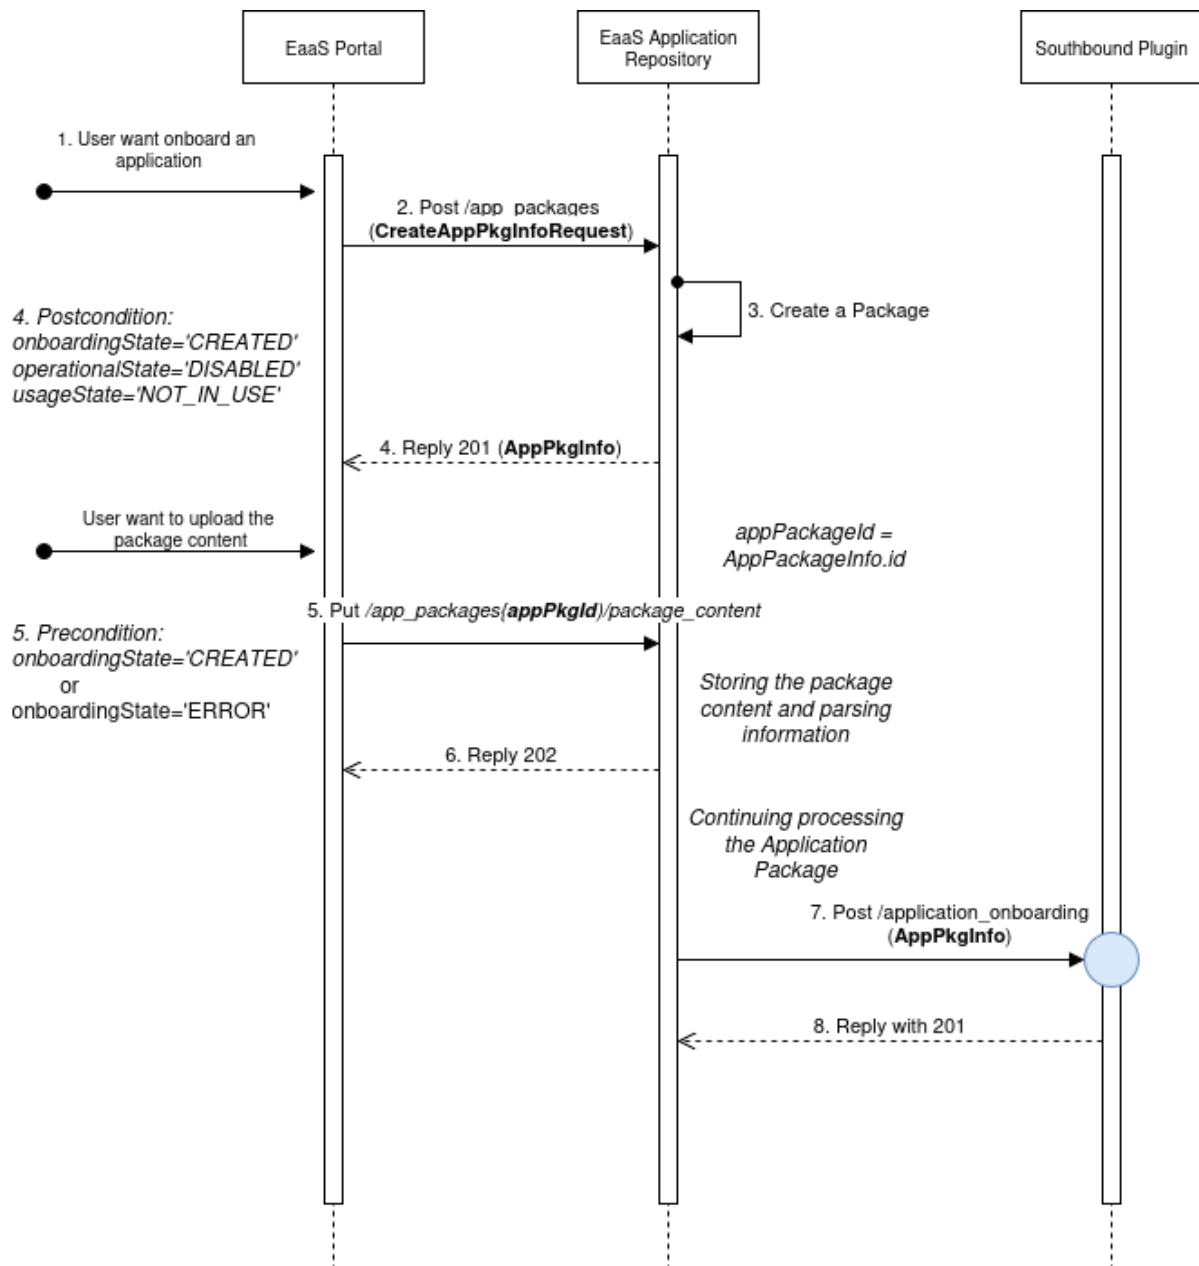 EaaS Portal
EaaS Application
Repository
Southbound Plugin
1. User want onboard an
application
2. Post /app_packages
(CreateAppPkgInfoRequest)
3. Create a Package
4. Postcondition:
onboardingState='CREATED'
operationalState='DISABLED'
usageState='NOT_IN_USE'
4. Reply 201 (AppPkgInfo)
User want to upload the
package content
appPackageId =
AppPackageInfo.id
5. Put /app_packages{appPkgId)/package_content
5. Precondition:
onboardingState='CREATED'
or
onboardingState='ERROR'
Storing the package
content and parsing
information
6. Reply 202
Continuing processing
the Application
Package
7. Post /application_onboarding
(AppPkgInfo)
8. Reply with 201